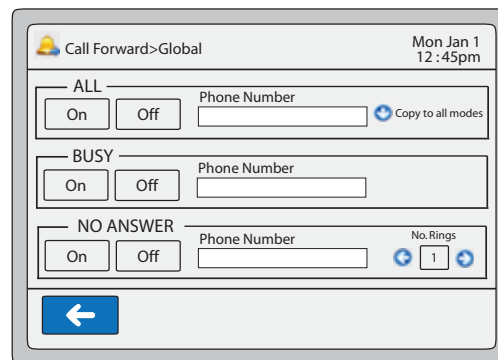 Call Forward>Global
Mon Jan 1
12:45pm
ALL
On Off
Phone Number
Copy to all modes
BUSY
On Off
Phone Number
NO ANSWER
On Off
Phone Number
No. Rings
1